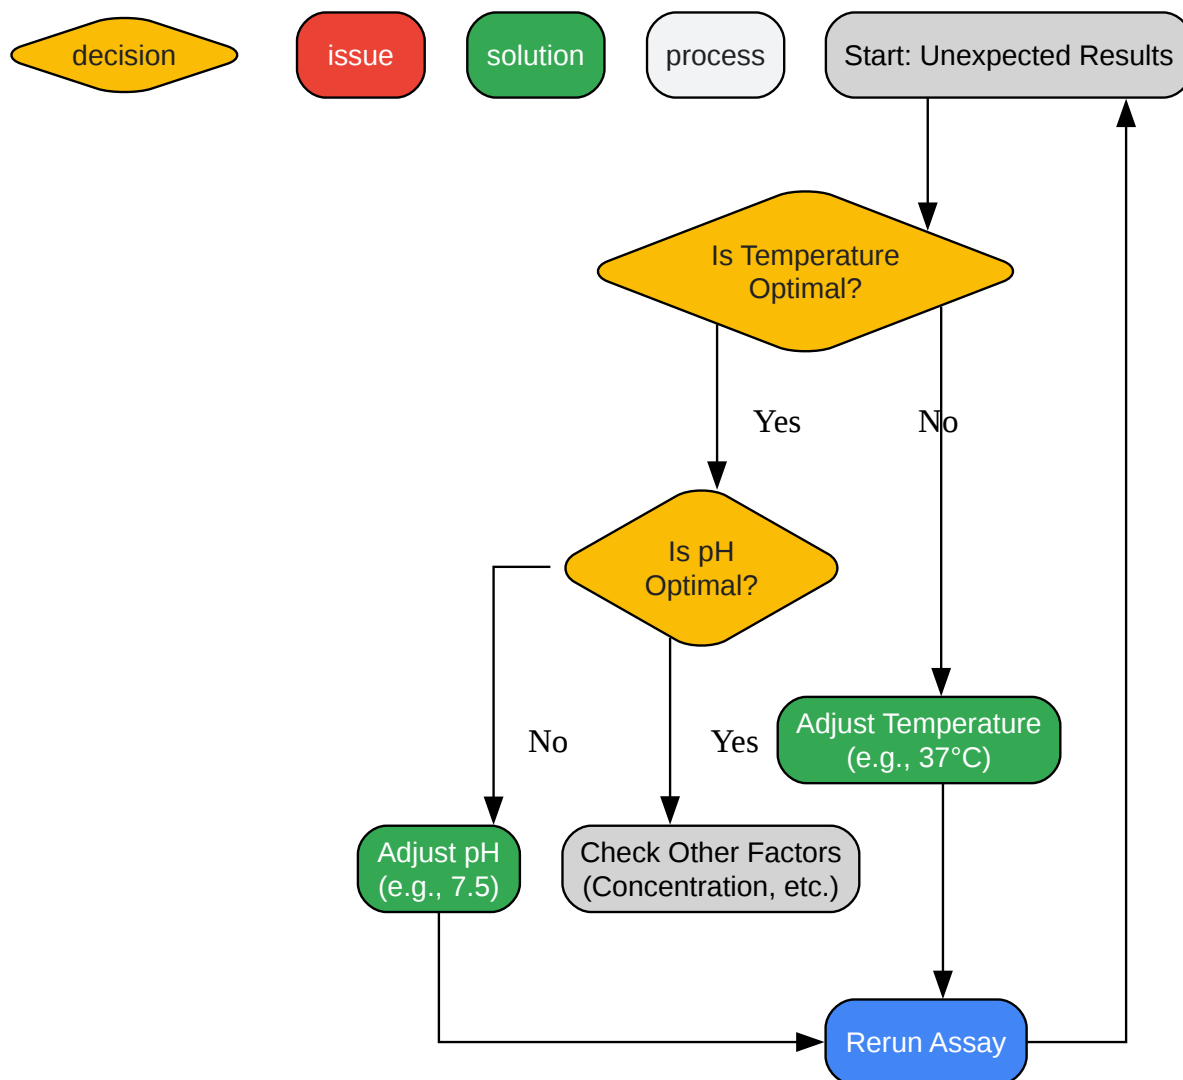 decision
issue
solution
process
Start: Unexpected Results
Is Temperature
Optimal?
Yes
No
Is pH
Optimal?
No
Yes
Adjust Temperature
(e.g., 37°C)
Adjust pH
(e.g., 7.5)
Check Other Factors
(Concentration, etc.)
Rerun Assay